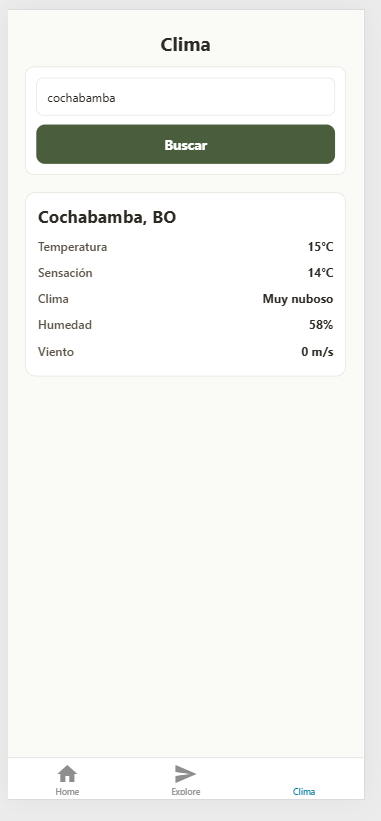 Clima
cochabamba
Buscar
Cochabamba, BO
Temperatura 15°C
Sensación 14°C
Clima Muy nuboso
Humedad 58%
Viento 0 m/s
Home Explore Clima